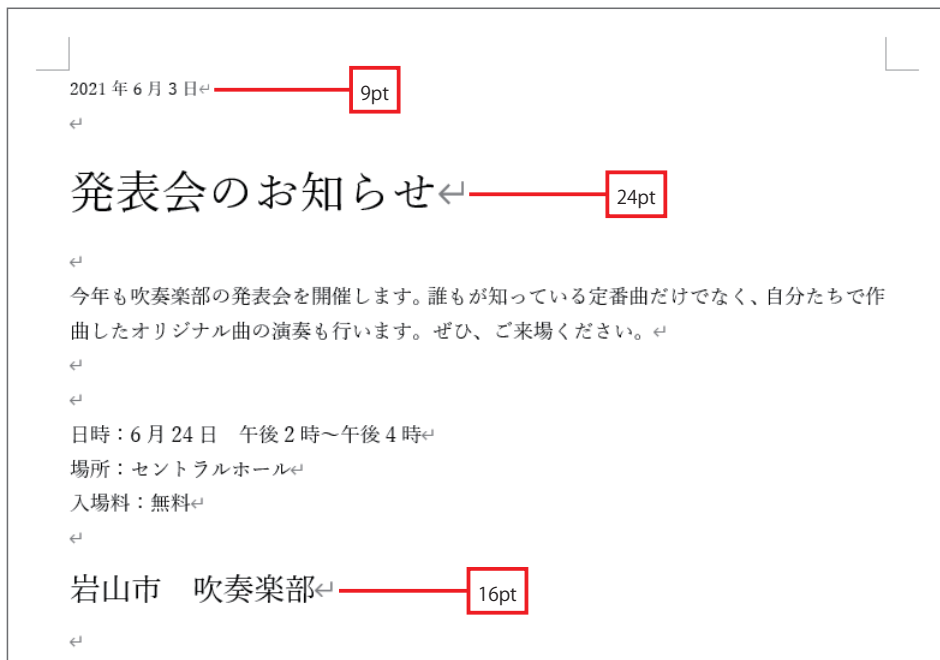 2021 年 6 月 3 日↵
9pt
↵
発表会のお知らせ↵
24pt
↵
今年も吹奏楽部の発表会を開催します。誰もが知っている定番曲だけでなく、自分たちで作
曲したオリジナル曲の演奏も行います。ぜひ、ご来場ください。↵
↵
↵
日時:6 月 24 日　午後 2 時~午後 4 時↵
場所:セントラルホール↵
入場料:無料↵
↵
岩山市　吹奏楽部↵
16pt
↵